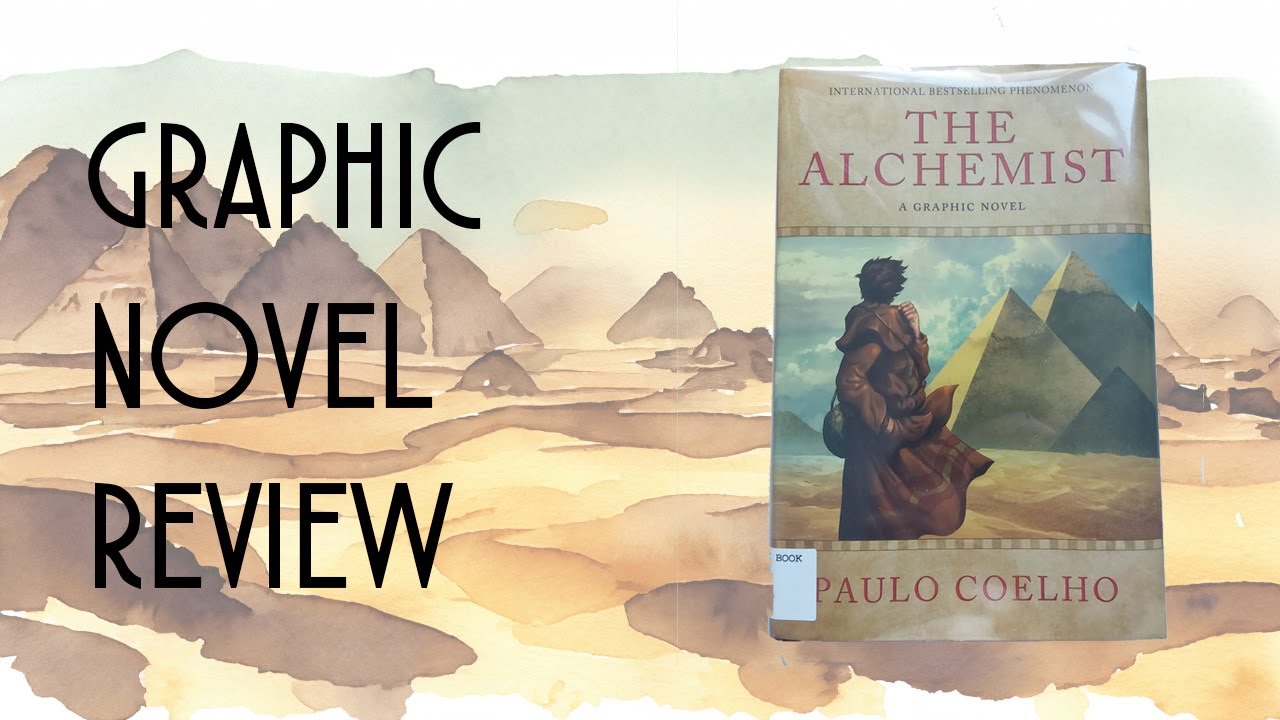 GRAPHIC
NOVEL
REVIEW
INTERNATIONAL BESTSELLING PHENOMENON
THE
ALCHEMIST
A GRAPHIC NOVEL
BOOK
PAULO COELHO